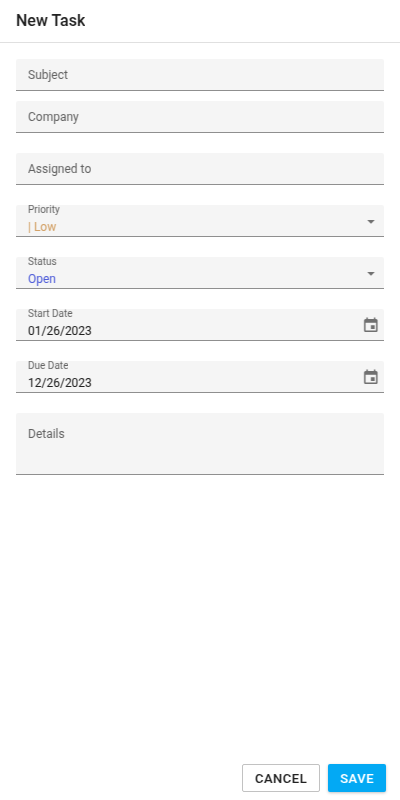 New Task
Subject
Company
Assigned to
Priority
| Low
Status
Open
Start Date
01/26/2023
Due Date
12/26/2023
Details
CANCEL SAVE